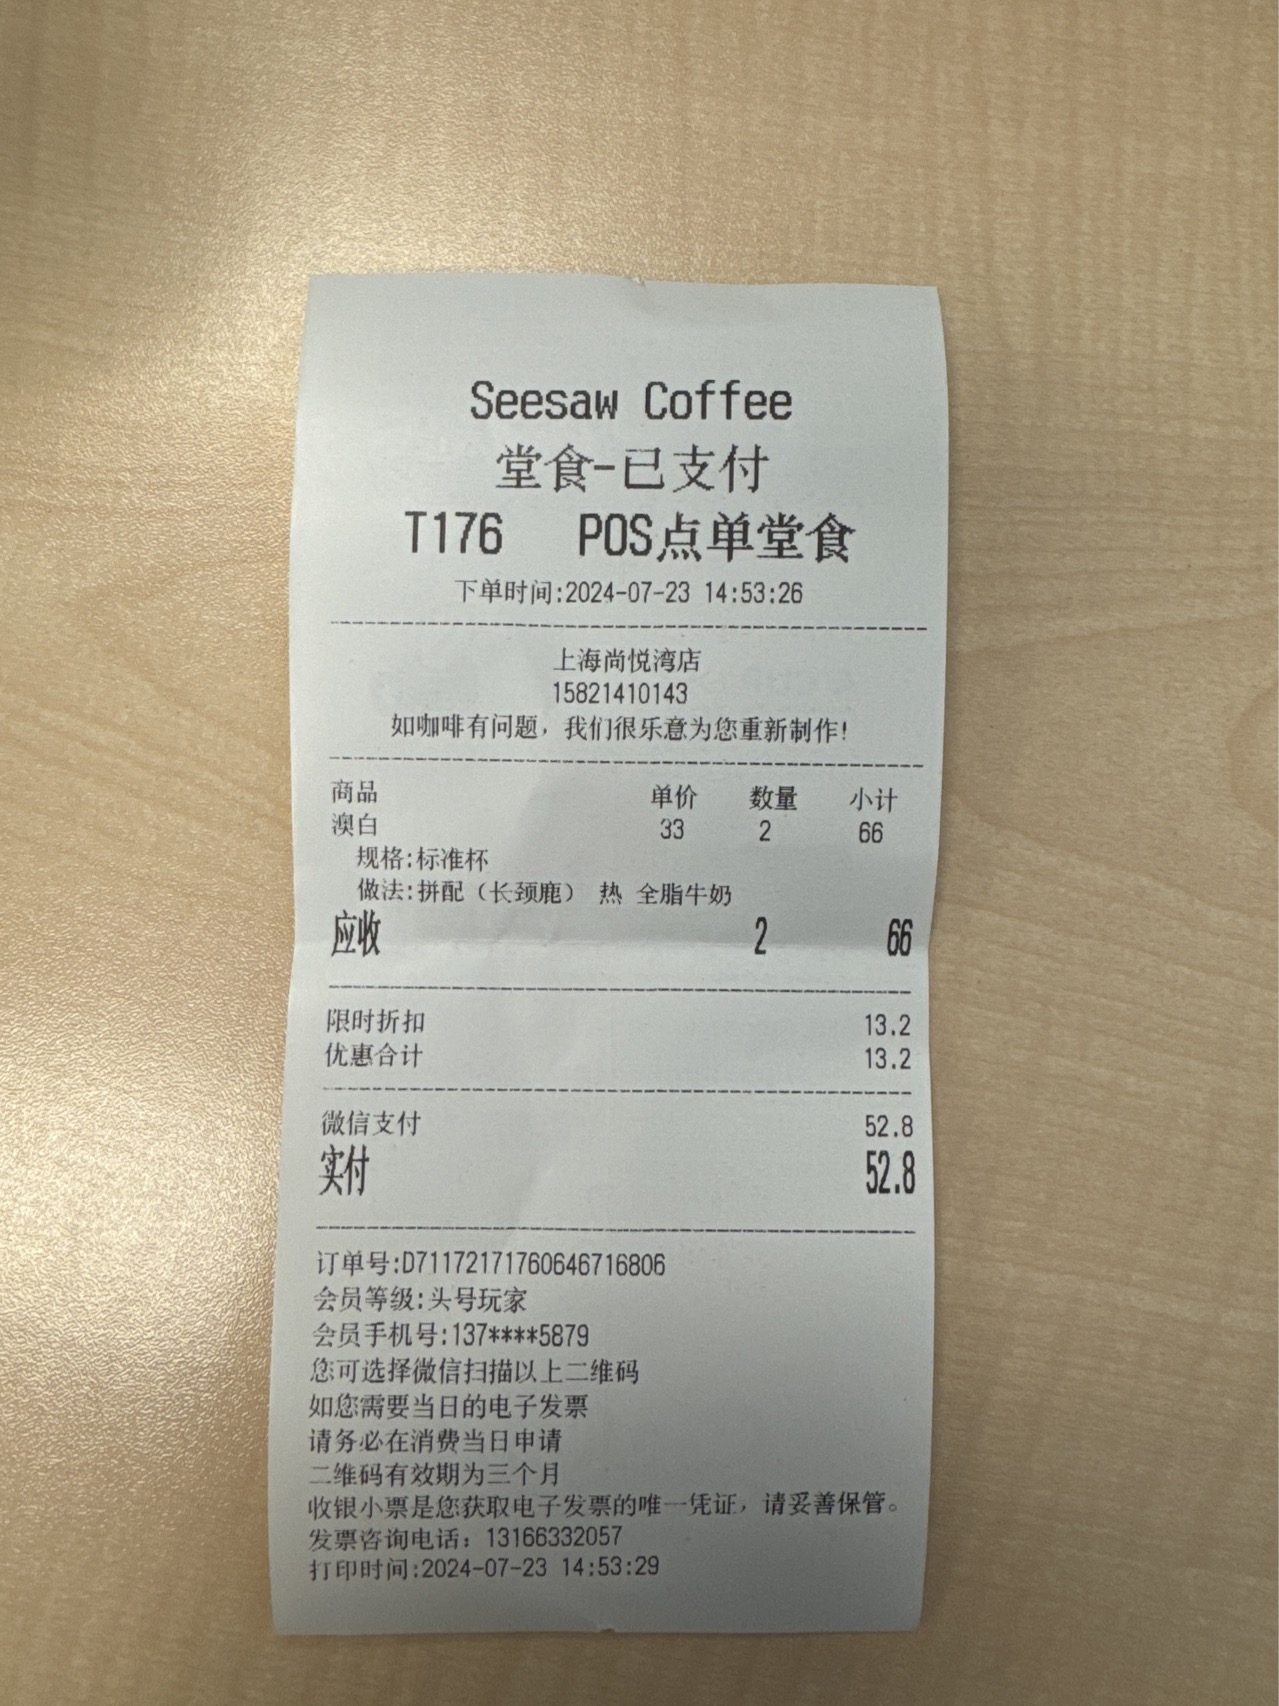 Seesaw Coffee
堂食-已支付
T176 POS点单堂食
下单时间:2024-07-23 14:53:26
上海尚悦湾店
15821410143
如咖啡有问题，我们很乐意为您重新制作!
商品 单价 数量 小计
澳白 33 2 66
规格:标准杯
做法:拼配（长颈鹿） 热 全脂牛奶
应收 2 66
限时折扣 13.2
优惠合计 13.2
微信支付 52.8
实付 52.8
订单号:D711721717606467​16806
会员等级:头号玩家
会员手机号:137****5879
您可选择微信扫描以上二维码
如您需要当日的电子发票
请务必在消费当日申请
二维码有效期为三个月
收银小票是您获取电子发票的唯一凭证，请妥善保管。
发票咨询电话：13166332057
打印时间:2024-07-23 14:53:29